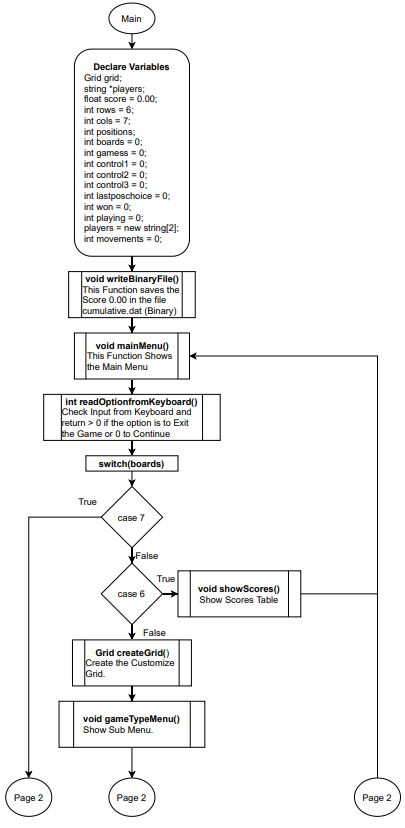 Main
Declare Variables
Grid grid;
string *players;
float score = 0.00;
int rows = 6;
int cols = 7;
int positions;
int boards = 0;
int gamess = 0;
int control1 = 0;
int control2 = 0;
int control3 = 0;
int lastposchoice = 0;
int won = 0;
int playing = 0;
players = new string[2];
int movements = 0;
void writeBinaryFile()
This Function saves the
Score 0.00 in the file
cumulative.dat (Binary)
void mainMenu()
This Function Shows
the Main Menu
int readOptionfromKeyboard()
Check Input from Keyboard and
return > 0 if the option is to Exit
the Game or 0 to Continue
switch(boards)
True
case 7
False
True
case 6
void showScores()
Show Scores Table
False
Grid createGrid()
Create the Customize
Grid.
void gameTypeMenu()
Show Sub Menu.
Page 2
Page 2
Page 2